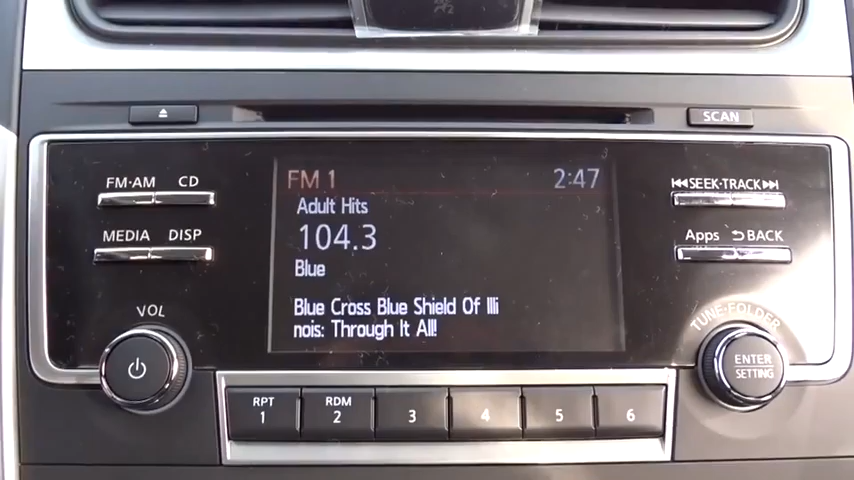 SCAN
FM·AM CD
MEDIA DISP
VOL
FM 1 2:47
Adult Hits
104.3
Blue
Blue Cross Blue Shield Of Illi
nois: Through It All!
SEEK·TRACK
Apps BACK
TUNE·FOLDER
ENTER
SETTING
RPT RDM
1 2 3 4 5 6